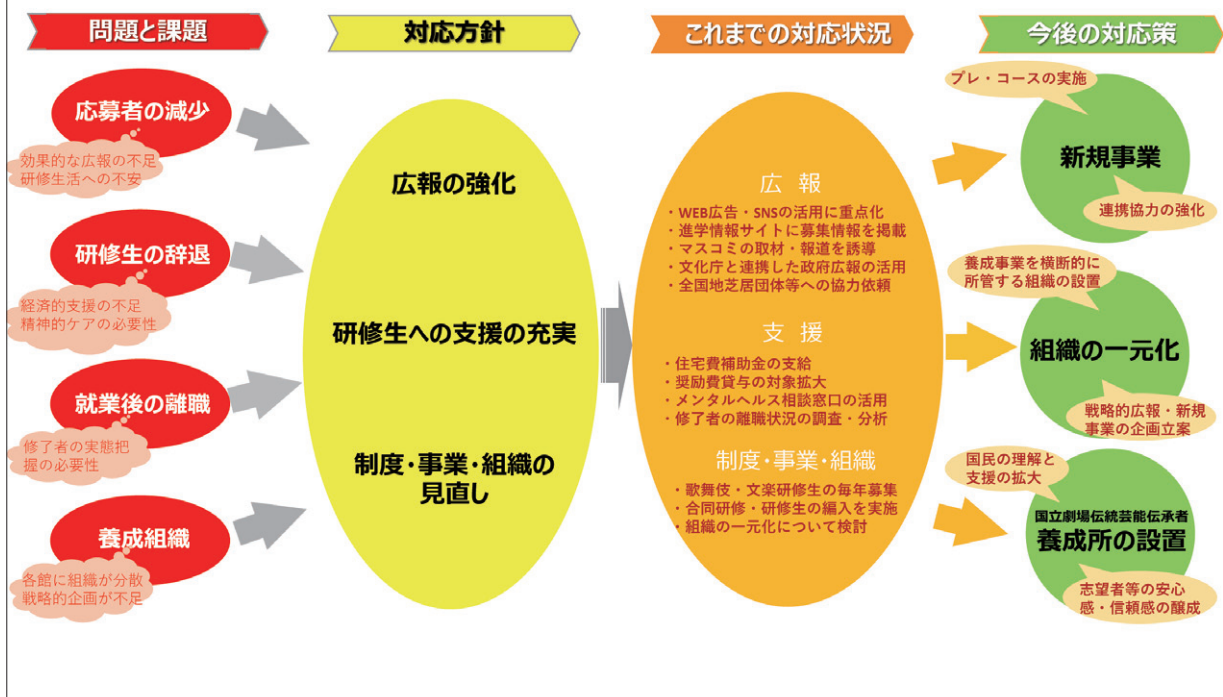 問題と課題
対応方針
これまでの対応状況
今後の対応策
応募者の減少
効果的な広報の不足
研修生活への不安
研修生の辞退
経済的支援の不足
精神的ケアの必要性
就業後の離職
修了者の実態把
握の必要性
養成組織
各館に組織が分散
戦略的企画が不足
広報の強化
研修生への支援の充実
制度・事業・組織の
見直し
広 報
・WEB広告・SNSの活用に重点化
・進学情報サイトに募集情報を掲載
・マスコミの取材・報道を誘導
・文化庁と連携した政府広報の活用
・全国地芝居団体等への協力依頼
支 援
・住宅費補助金の支給
・奨励費貸与の対象拡大
・メンタルヘルス相談窓口の活用
・修了者の離職状況の調査・分析
制度・事業・組織
・歌舞伎・文楽研修生の毎年募集
・合同研修・研修生の編入を実施
・組織の一元化について検討
プレ・コースの実施
新規事業
連携協力の強化
養成事業を横断的に
所管する組織の設置
組織の一元化
戦略的広報・新規
事業の企画立案
国民の理解と
支援の拡大
国立劇場伝統芸能伝承者
養成所の設置
志望者等の安心
感・信頼感の醸成